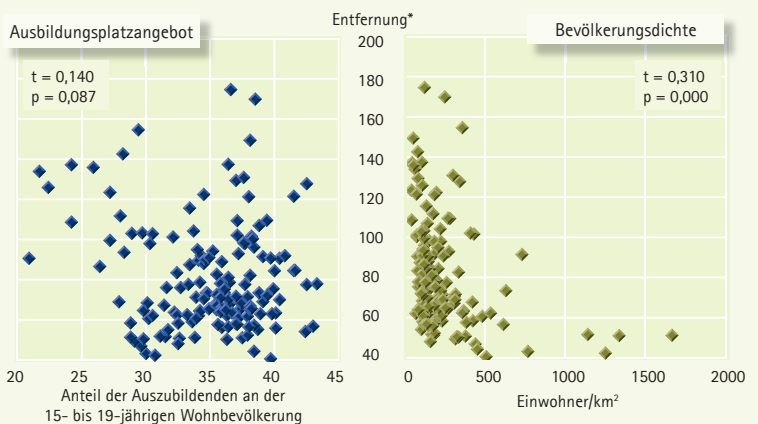 Ausbildungsplatzangebot
Entfernung*
Bevölkerungsdichte
t = 0,140
p = 0,087
t = 0,310
p = 0,000
200
180
160
140
120
100
80
60
40
20 25 30 35 40 45
Anteil der Auszubildenden an der
15- bis 19-jährigen Wohnbevölkerung
0 500 1000 1500 2000
Einwohner/km²